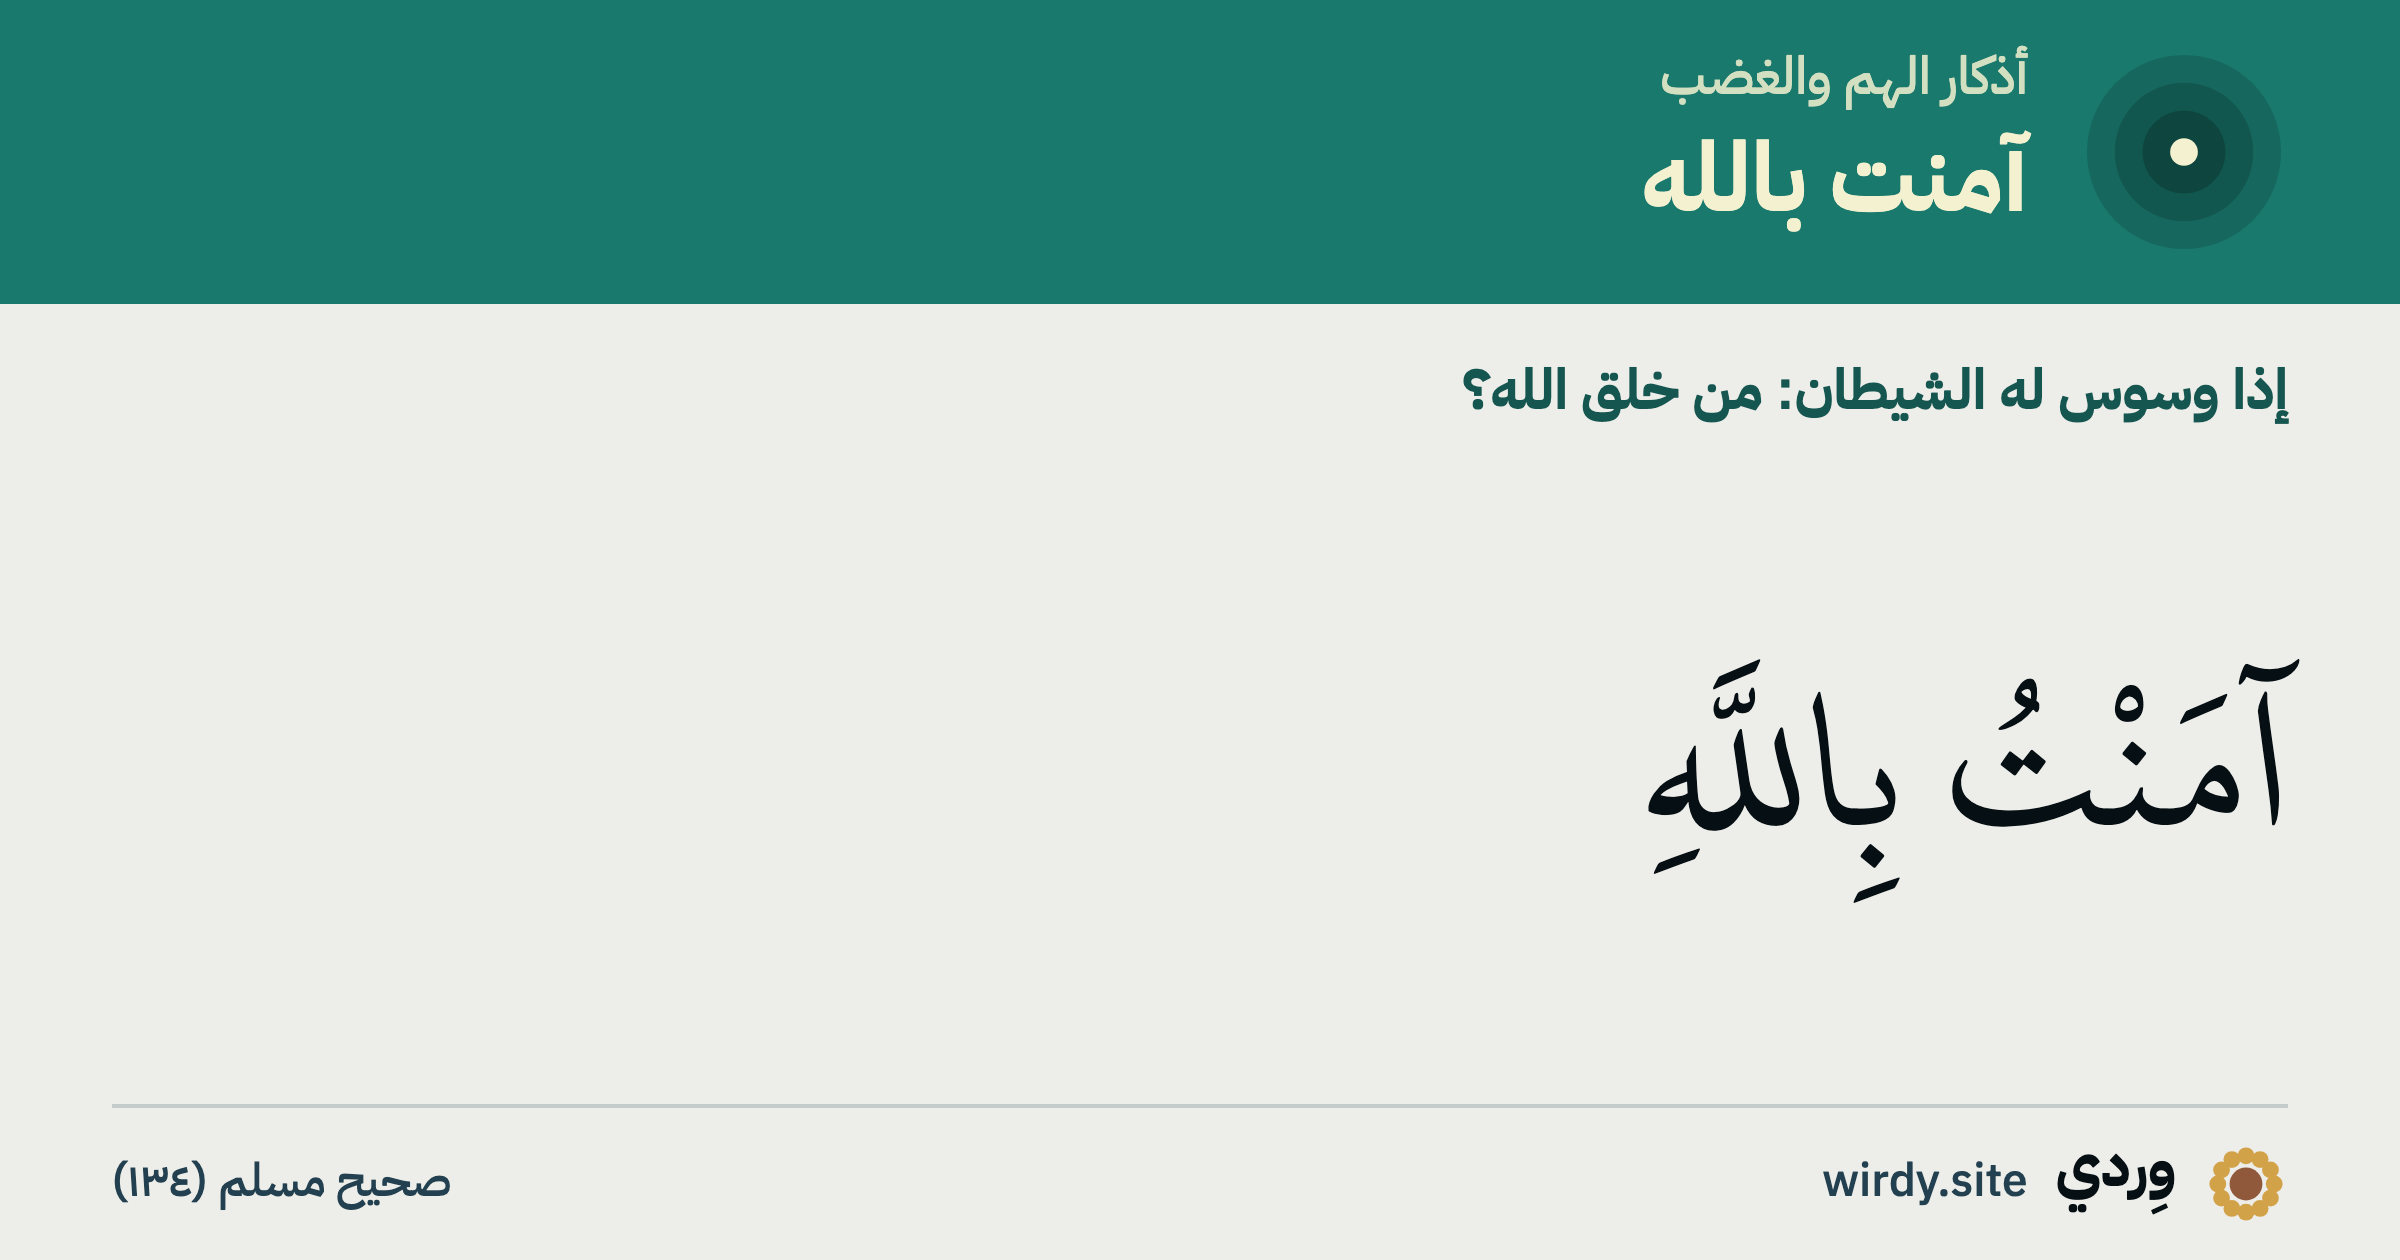 أذكار الهم والغضب
آمنت بالله
إذا وسوس له الشيطان: من خلق الله؟
آمَنْتُ بِاللَّهِ
وِردي wirdy.site
صحيح مسلم (١٣٤)